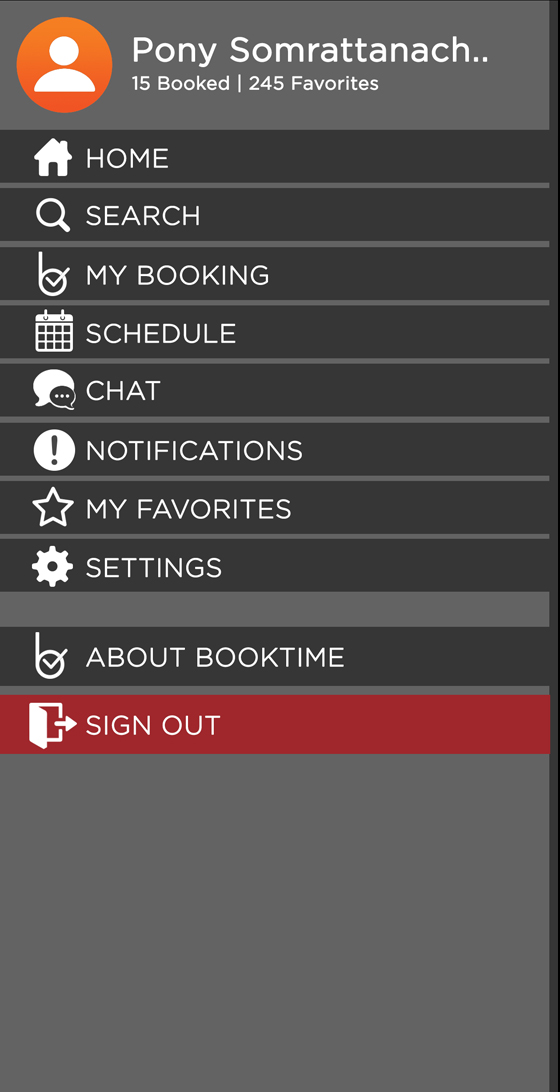 Pony Somrattanach..
15 Booked | 245 Favorites
HOME
SEARCH
MY BOOKING
SCHEDULE
CHAT
NOTIFICATIONS
MY FAVORITES
SETTINGS
ABOUT BOOKTIME
SIGN OUT